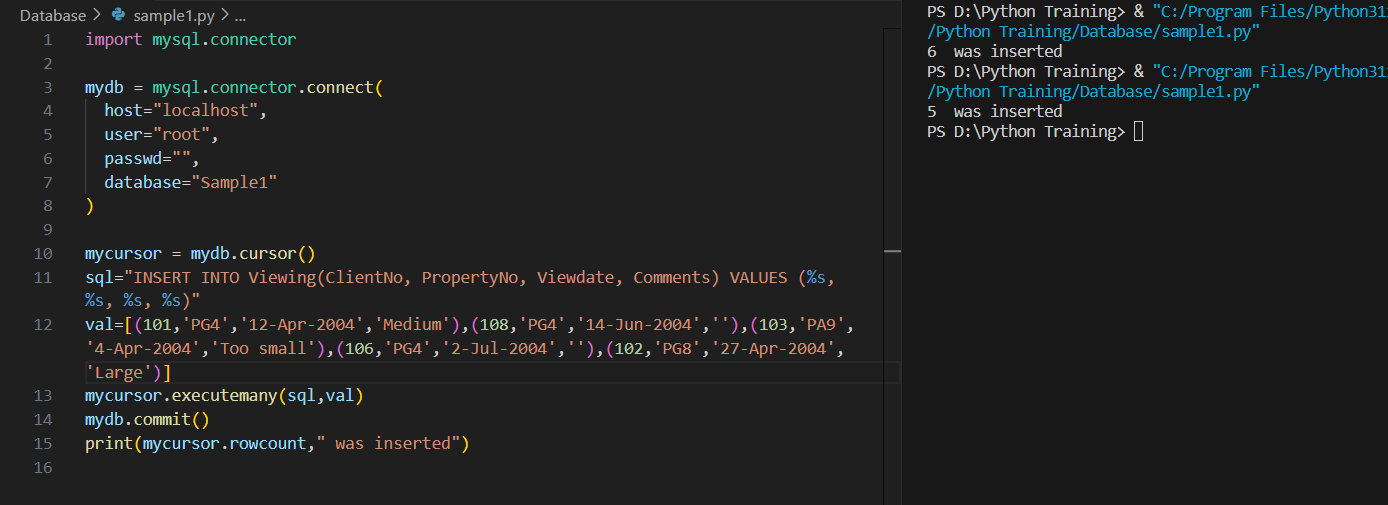 Database > sample1.py > ...
1 import mysql.connector
2
3 mydb = mysql.connector.connect(
4   host="localhost",
5   user="root",
6   passwd="",
7   database="Sample1"
8 )
9
10 mycursor = mydb.cursor()
11 sql="INSERT INTO Viewing(ClientNo, PropertyNo, Viewdate, Comments) VALUES (%s,
%s, %s, %s)"
12 val=[(101,'PG4','12-Apr-2004','Medium'),(108,'PG4','14-Jun-2004',''),(103,'PA9',
'4-Apr-2004','Too small'),(106,'PG4','2-Jul-2004',''),(102,'PG8','27-Apr-2004',
'Large')]
13 mycursor.executemany(sql,val)
14 mydb.commit()
15 print(mycursor.rowcount," was inserted")
16
PS D:\Python Training> & "C:/Program Files/Python31
/Python Training/Database/sample1.py"
6  was inserted
PS D:\Python Training> & "C:/Program Files/Python31
/Python Training/Database/sample1.py"
5  was inserted
PS D:\Python Training>